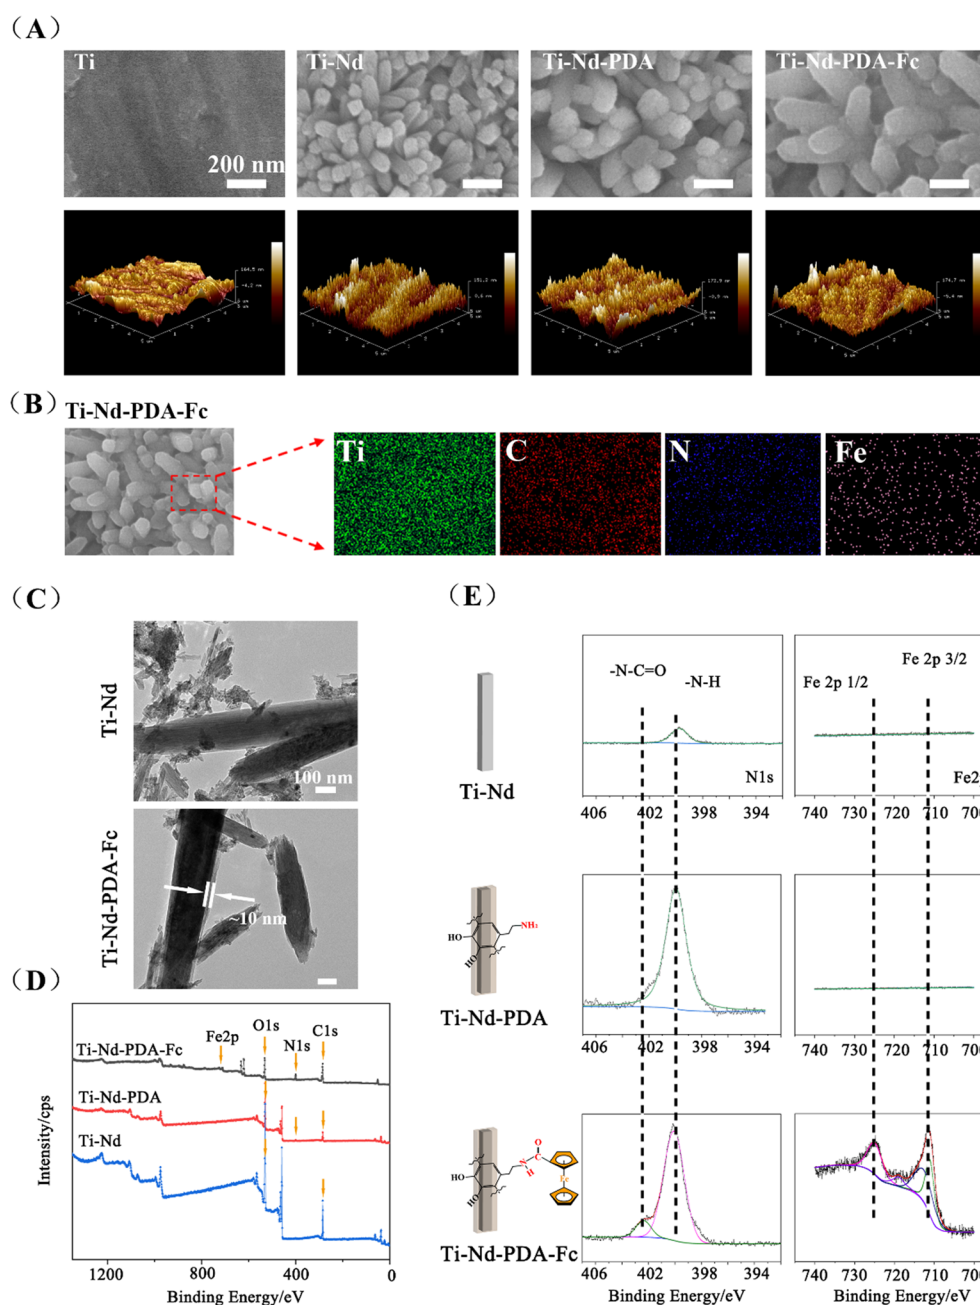 (A)
Ti
Ti-Nd
Ti-Nd-PDA
Ti-Nd-PDA-Fc
200 nm
(B)
Ti-Nd-PDA-Fc
Ti
C
N
Fe
(C)
Ti-Nd
100 nm
Ti-Nd-PDA-Fc
~10 nm
(D)
Ti-Nd-PDA-Fc
Ti-Nd-PDA
Ti-Nd
Fe2p
O1s
N1s
C1s
Intensity/cps
1200
800
400
0
Binding Energy/eV
(E)
-N-C=O
-N-H
N1s
406 402 398 394
Fe 2p 1/2
Fe 2p 3/2
Fe2
740 730 720 710 700
Ti-Nd
HO
HO
NH₂
Ti-Nd-PDA
406 402 398 394
740 730 720 710 700
HO
HO
N
H
C
O
Fe
Ti-Nd-PDA-Fc
406 402 398 394
Binding Energy/eV
740 730 720 710 700
Binding Energy/eV